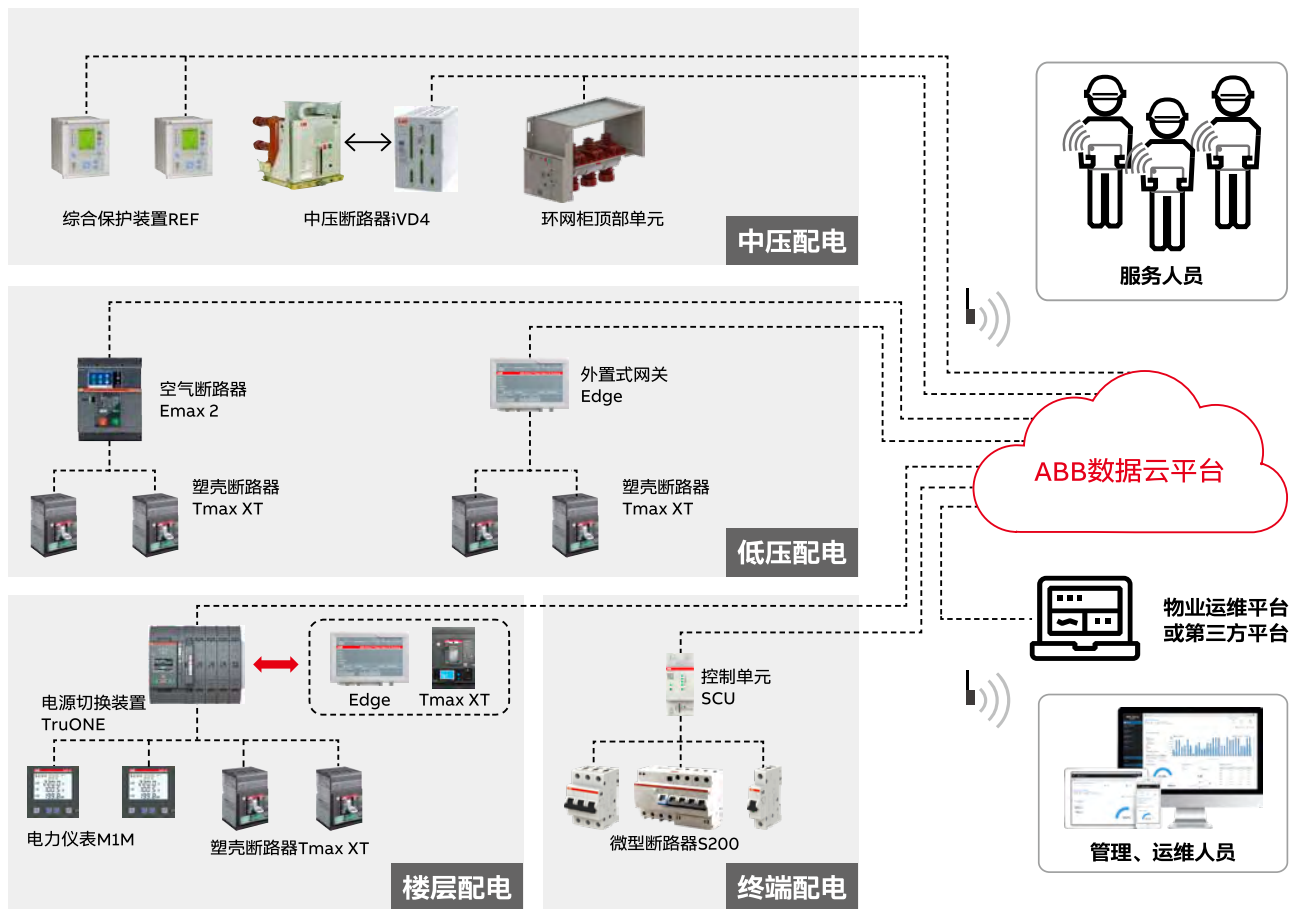 综合保护装置REF
中压断路器iVD4
环网柜顶部单元
中压配电
服务人员
空气断路器
Emax 2
外置式网关
Edge
塑壳断路器
Tmax XT
塑壳断路器
Tmax XT
低压配电
ABB数据云平台
物业运维平台
或第三方平台
电源切换装置
TruONE
Edge
Tmax XT
电力仪表M1M
塑壳断路器Tmax XT
楼层配电
控制单元
SCU
微型断路器S200
终端配电
管理、运维人员